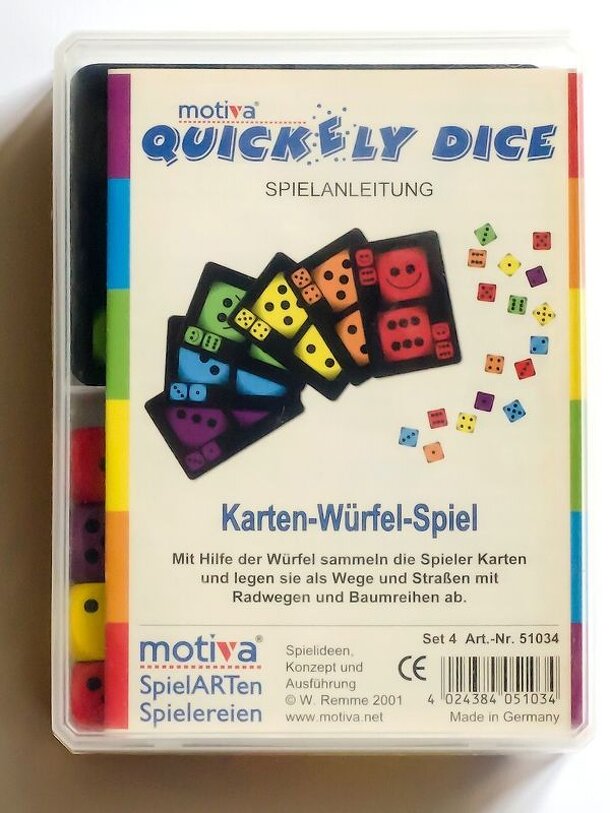 motiva®
QUICKELY DICE
SPIELANLEITUNG
Karten-Würfel-Spiel
Mit Hilfe der Würfel sammeln die Spieler Karten
und legen sie als Wege und Straßen mit
Radwegen und Baumreihen ab.
Set 4 Art.-Nr. 51034
motiva®
SpielARTen
Spielereien
Spielideen,
Konzept und
Ausführung
© W. Remme 2001
www.motiva.net
CE
4 024384 051034
Made in Germany